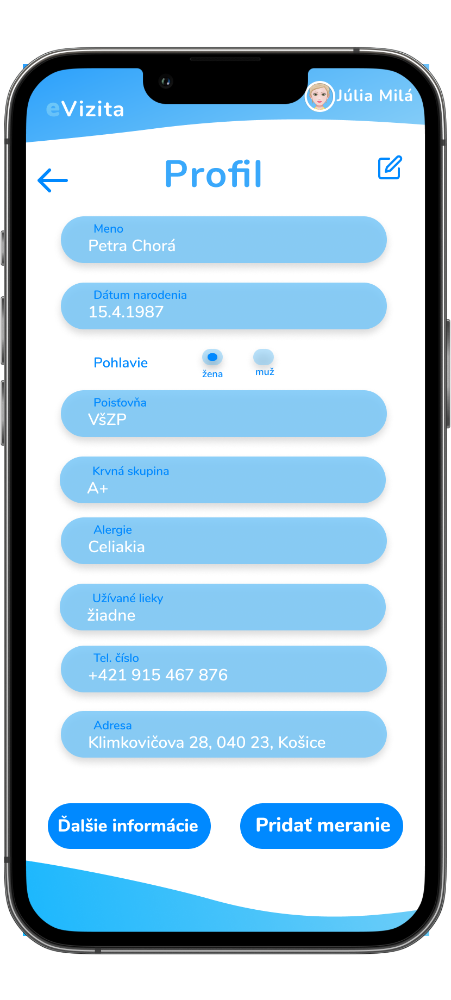 eVizita
Júlia Milá
Profil
Meno
Petra Chorá
Dátum narodenia
15.4.1987
Pohlavie
žena
muž
Poisťovňa
VšZP
Krvná skupina
A+
Alergie
Celiakia
Užívané lieky
žiadne
Tel. číslo
+421 915 467 876
Adresa
Klimkovičova 28, 040 23, Košice
Ďalšie informácie
Pridať meranie